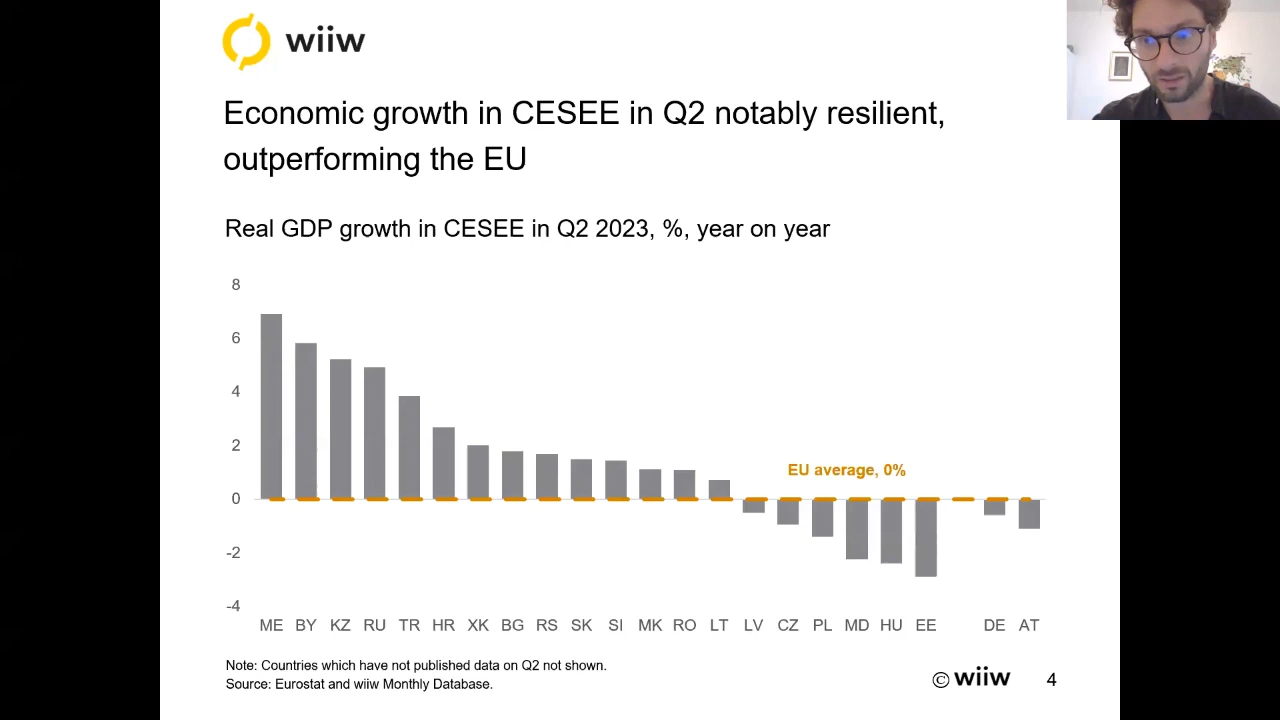 wiiw
Economic growth in CESEE in Q2 notably resilient,
outperforming the EU
Real GDP growth in CESEE in Q2 2023, %, year on year
8
6
4
2
EU average, 0%
0
-2
-4
ME BY KZ RU TR HR XK BG RS SK SI MK RO LT LV CZ PL MD HU EE DE AT
Note: Countries which have not published data on Q2 not shown.
Source: Eurostat and wiiw Monthly Database.
© wiiw 4